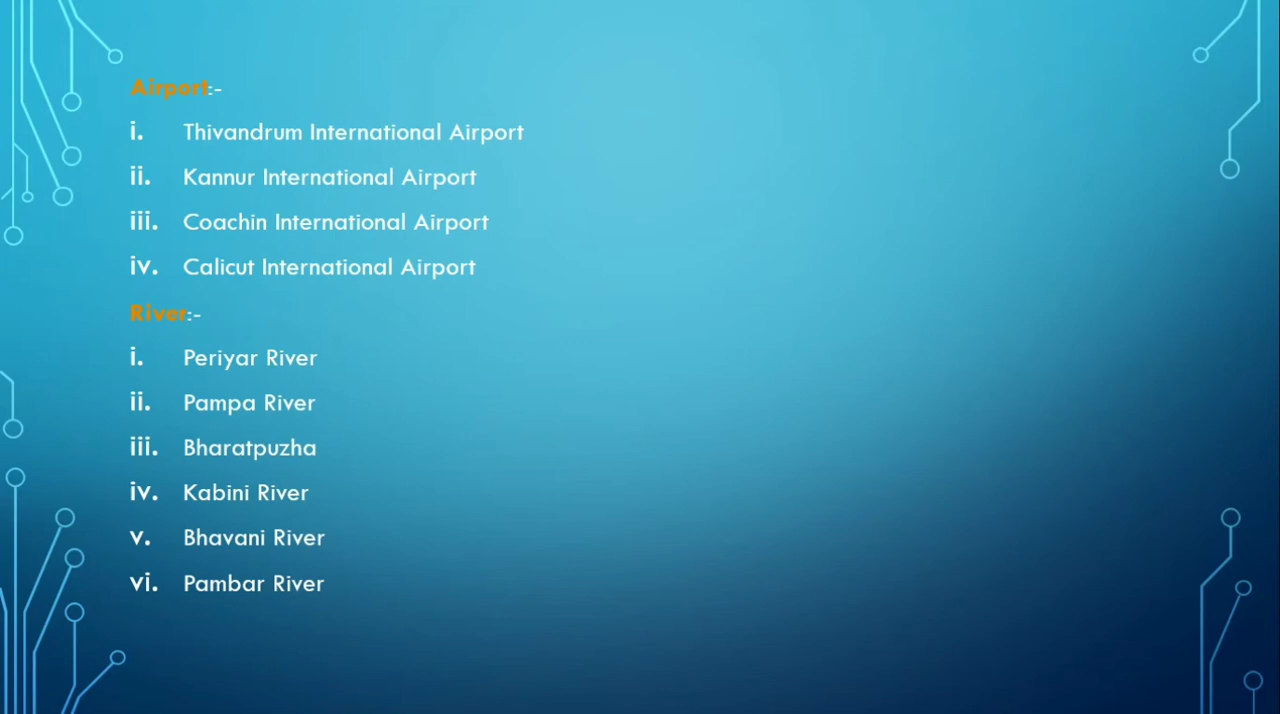 Airport:-
i. Thivandrum International Airport
ii. Kannur International Airport
iii. Coachin International Airport
iv. Calicut International Airport
River:-
i. Periyar River
ii. Pampa River
iii. Bharatpuzha
iv. Kabini River
v. Bhavani River
vi. Pambar River